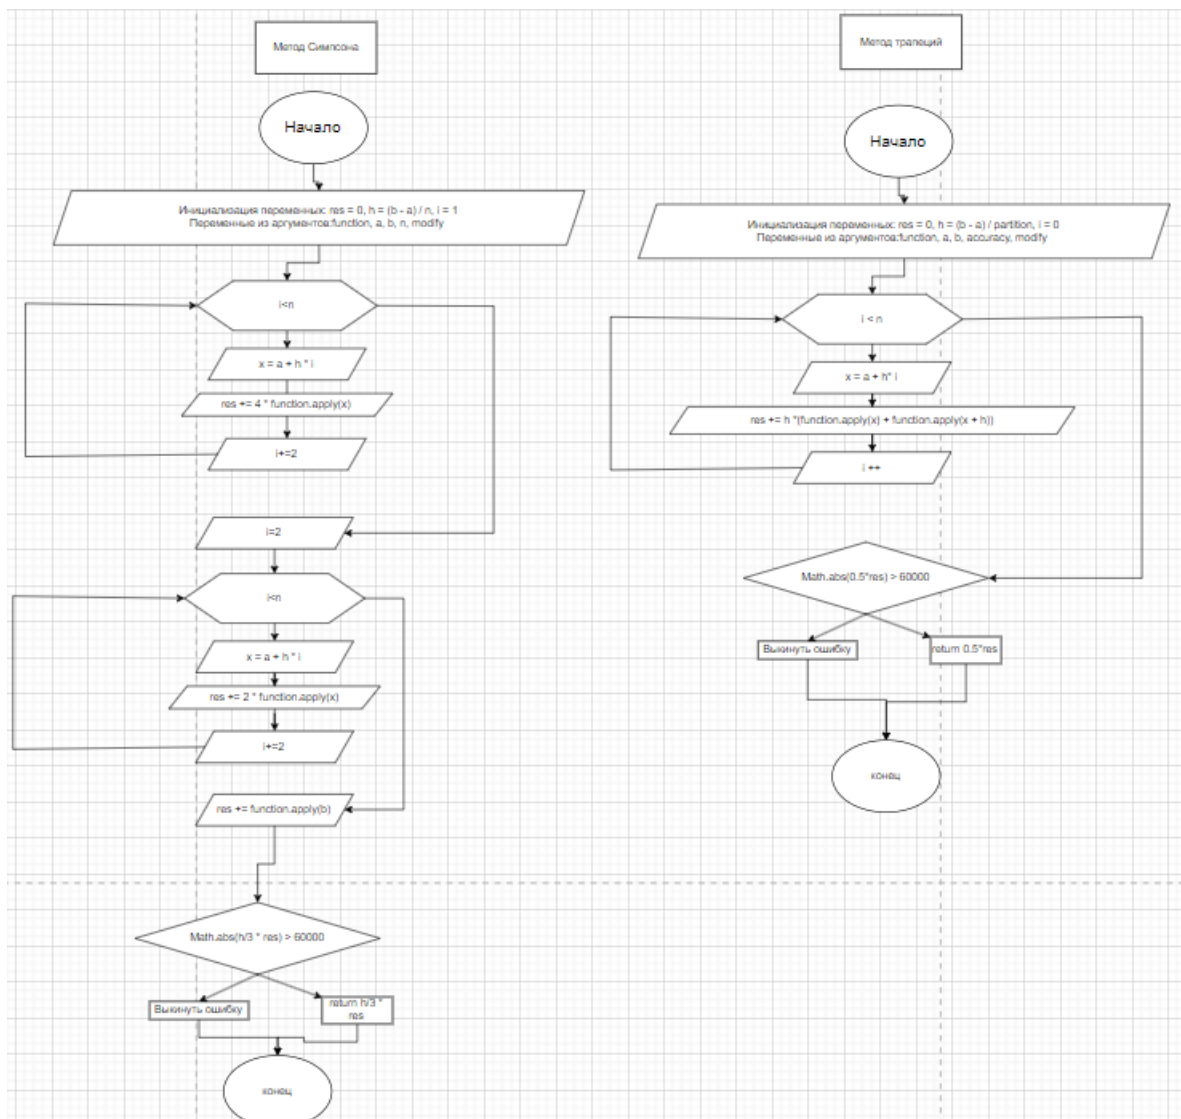 Метод Симпсона
Начало
Инициализация переменных: res = 0, h = (b - a) / n, i = 1
Переменные из аргументов:function, a, b, n, modify
i<n
x = a + h * i
res += 4 * function.apply(x)
i+=2
i=2
i<n
x = a + h * i
res += 2 * function.apply(x)
i+=2
res += function.apply(b)
Math.abs(h/3 * res) > 60000
Выкинуть ошибку
return h/3 *
res
конец
Метод трапеций
Начало
Инициализация переменных: res = 0, h = (b - a) / partition, i = 0
Переменные из аргументов:function, a, b, accuracy, modify
i < n
x = a + h* i
res += h *(function.apply(x) + function.apply(x + h))
i ++
Math.abs(0.5*res) > 60000
Выкинуть ошибку
return 0.5*res
конец